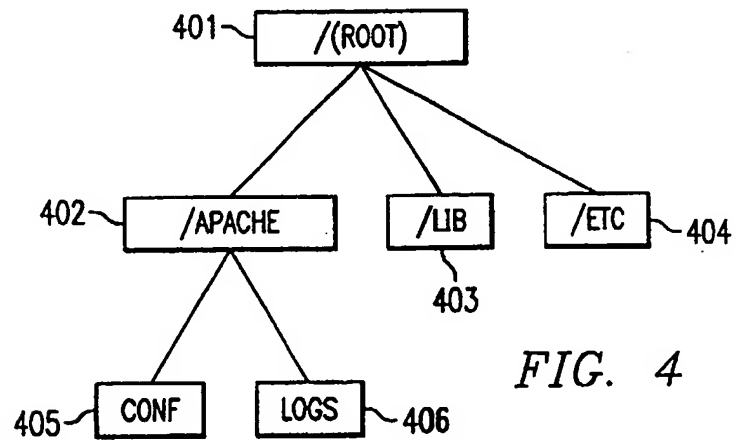 401
/(ROOT)
402
/APACHE
/LIB
/ETC
404
403
FIG. 4
405
CONF
LOGS
406